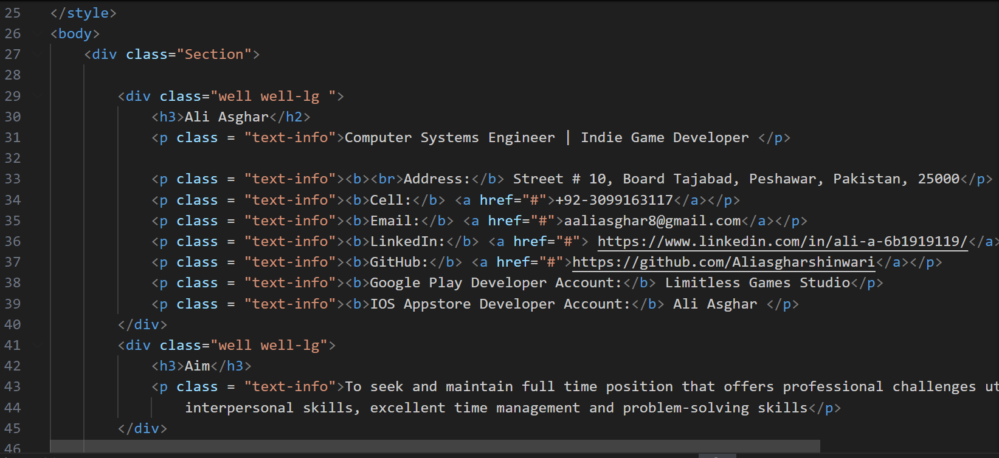 25 </style>
26 <body>
27 <div class="Section">
28
29 <div class="well well-lg ">
30 <h3>Ali Asghar</h2>
31 <p class = "text-info">Computer Systems Engineer | Indie Game Developer </p>
32
33 <p class = "text-info"><b><br>Address:</b> Street # 10, Board Tajabad, Peshawar, Pakistan, 25000</p>
34 <p class = "text-info"><b>Cell:</b> <a href="#">+92-3099163117</a></p>
35 <p class = "text-info"><b>Email:</b> <a href="#">aaliasghar8@gmail.com</a></p>
36 <p class = "text-info"><b>LinkedIn:</b> <a href="#"> https://www.linkedin.com/in/ali-a-6b1919119/</a>
37 <p class = "text-info"><b>GitHub:</b> <a href="#">https://github.com/Aliasgharshinwari</a></p>
38 <p class = "text-info"><b>Google Play Developer Account:</b> Limitless Games Studio</p>
39 <p class = "text-info"><b>IOS Appstore Developer Account:</b> Ali Asghar </p>
40 </div>
41 <div class="well well-lg">
42 <h3>Aim</h3>
43 <p class = "text-info">To seek and maintain full time position that offers professional challenges ut
44 interpersonal skills, excellent time management and problem-solving skills</p>
45 </div>
46